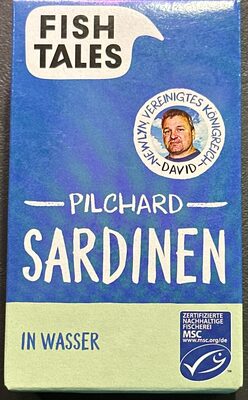 FISH
TALES
NEWLYN, VEREINIGTES KÖNIGREICH
DAVID
PILCHARD
SARDINEN
IN WASSER
ZERTIFIZIERTE
NACHHALTIGE
FISCHEREI
MSC
www.msc.org/de